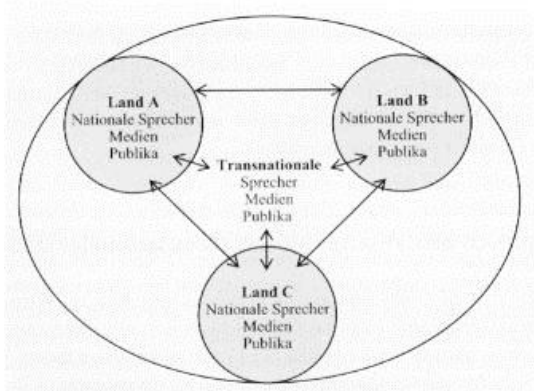 Land A
Nationale Sprecher
Medien
Publika
Land B
Nationale Sprecher
Medien
Publika
Transnationale
Sprecher
Medien
Publika
Land C
Nationale Sprecher
Medien
Publika